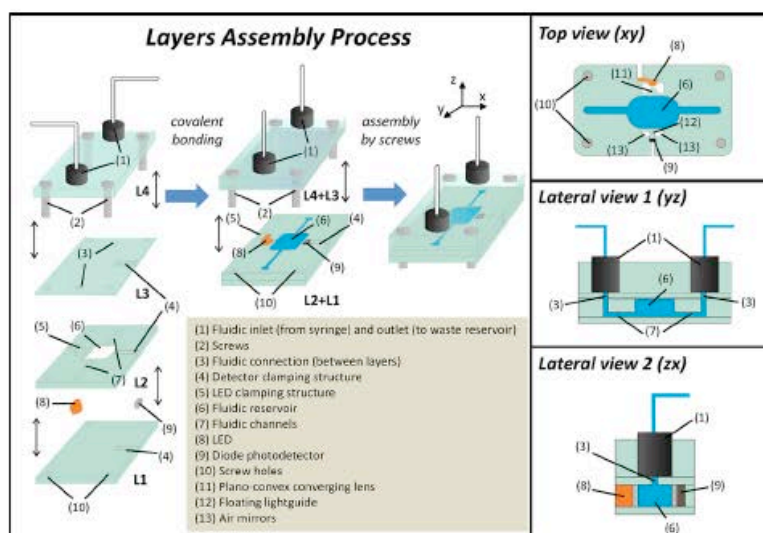 Layers Assembly Process
covalent
bonding
assembly
by screws
z
x
y
(1)
(1)
L4
L4+L3
(2)
(2)
(5)
(6)
(4)
(8)
(9)
(3)
L3
(10)
L2+L1
(4)
(5)
(6)
(7)
L2
(8)
(9)
(4)
L1
(10)
(1) Fluidic inlet (from syringe) and outlet (to waste reservoir)
(2) Screws
(3) Fluidic connection (between layers)
(4) Detector clamping structure
(5) LED clamping structure
(6) Fluidic reservoir
(7) Fluidic channels
(8) LED
(9) Diode photodetector
(10) Screw holes
(11) Plano-convex converging lens
(12) Floating lightguide
(13) Air mirrors
Top view (xy)
(8)
(11)
(6)
(10)
(12)
(13)
(13)
(9)
Lateral view 1 (yz)
(1)
(6)
(3)
(3)
(7)
Lateral view 2 (zx)
(1)
(3)
(8)
(9)
(6)